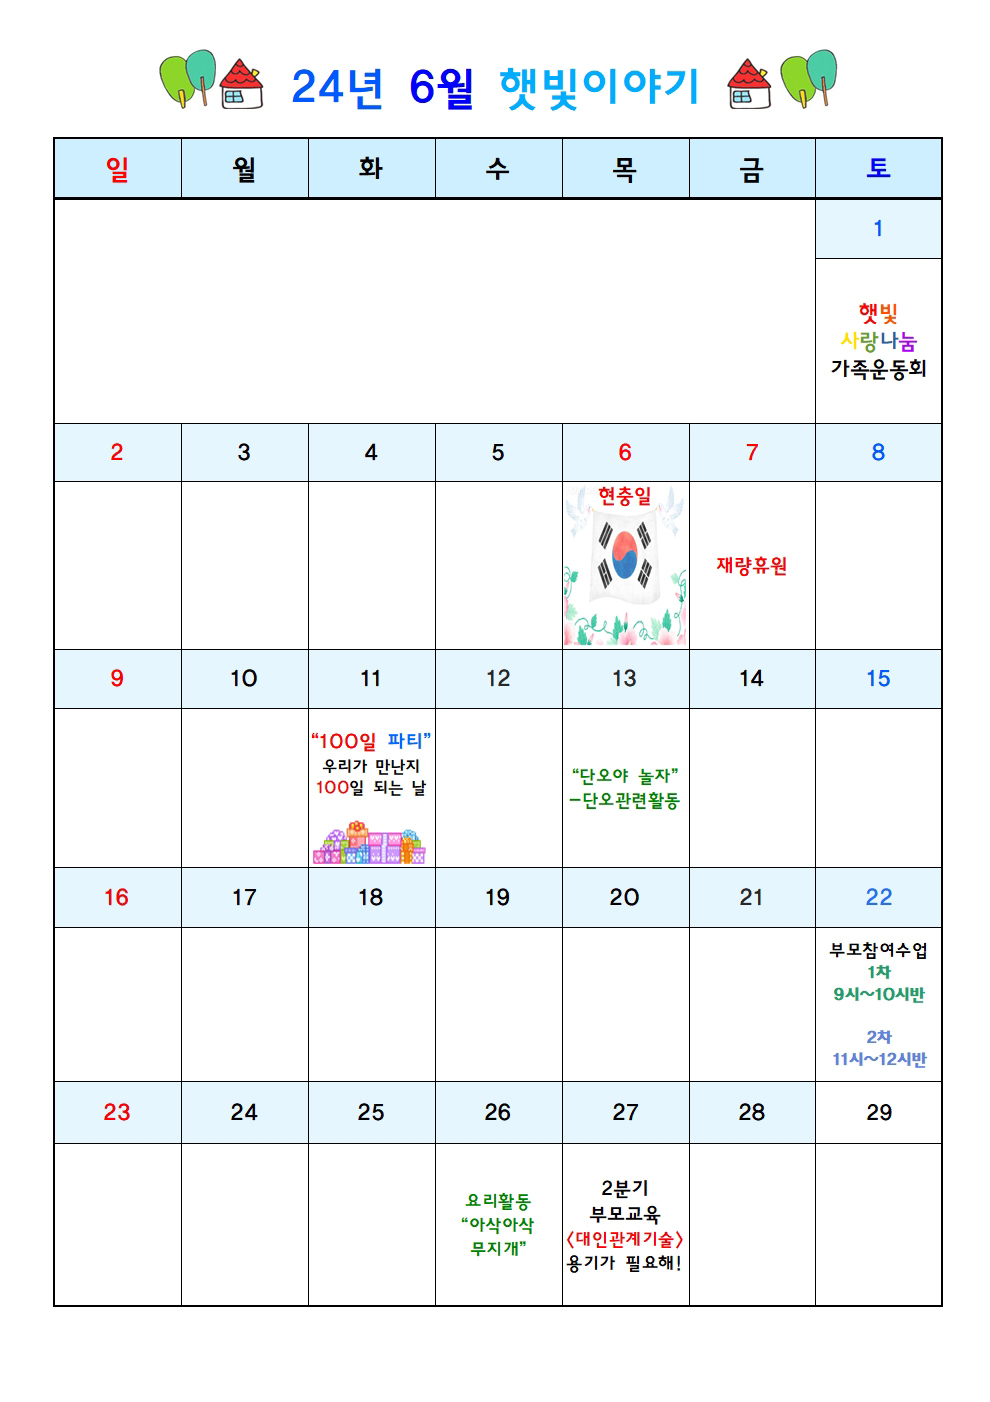 24년 6월 햇빛이야기
일 월 화 수 목 금 토
1
햇빛
사랑나눔
가족운동회
2 3 4 5 6 7 8
현충일
재량휴원
9 10 11 12 13 14 15
“100일 파티”
우리가 만난지
100일 되는 날
“단오야 놀자”
-단오관련활동
16 17 18 19 20 21 22
부모참여수업
1차
9시~10시반
2차
11시~12시반
23 24 25 26 27 28 29
요리활동
“아삭아삭
무지개”
2분기
부모교육
<대인관계기술>
용기가 필요해!